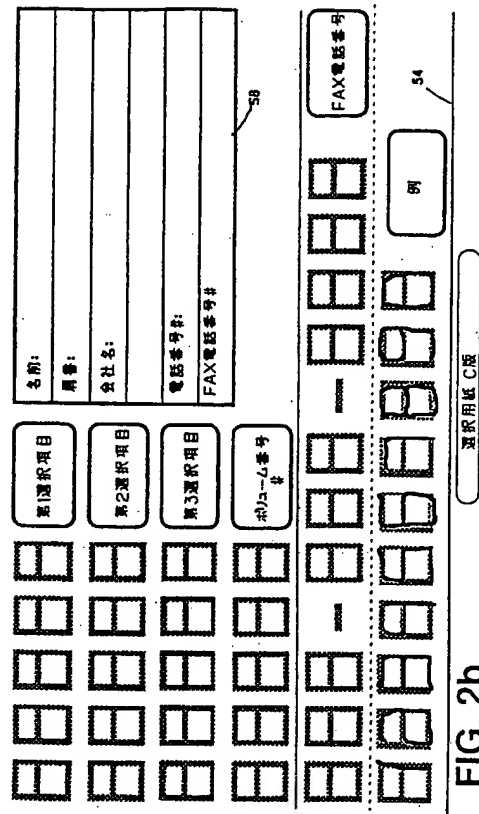 名前:
肩書:
会社名:
電話番号#:
FAX電話番号#
58
第1選択項目
第2選択項目
第3選択項目
ボリューム番号
#
FAX電話番号
例
54
選択用紙 C版
FIG. 2b